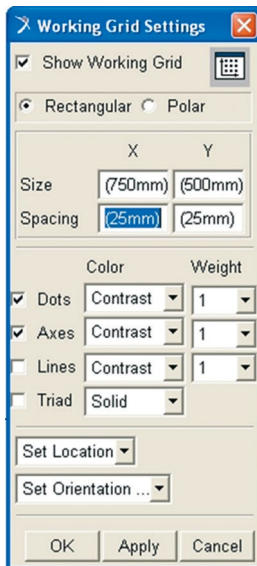 Working Grid Settings
Show Working Grid
Rectangular Polar
X Y
Size (750mm) (500mm)
Spacing (25mm) (25mm)
Color Weight
Dots Contrast 1
Axes Contrast 1
Lines Contrast 1
Triad Solid
Set Location
Set Orientation ...
OK Apply Cancel